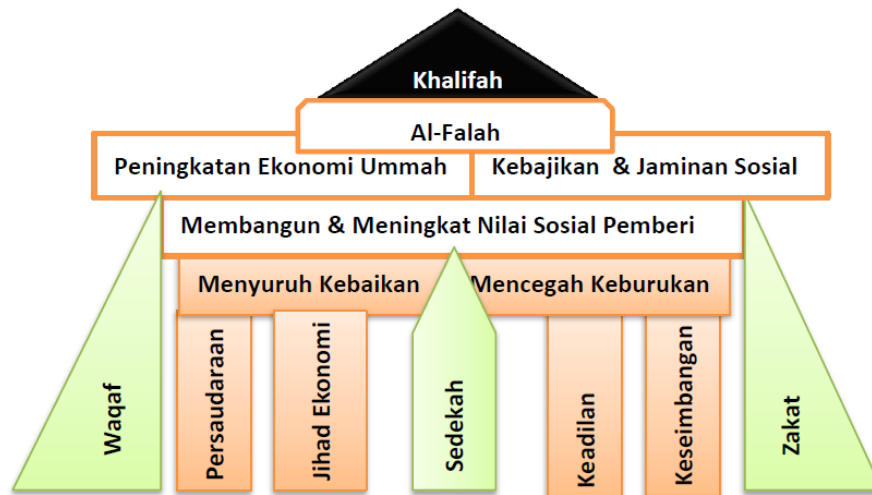 Khalifah
Al-Falah
Peningkatan Ekonomi Ummah
Kebajikan & Jaminan Sosial
Membangun & Meningkat Nilai Sosial Pemberi
Menyuruh Kebaikan
Mencegah Keburukan
Waqaf
Persaudaraan
Jihad Ekonomi
Sedekah
Keadilan
Keseimbangan
Zakat